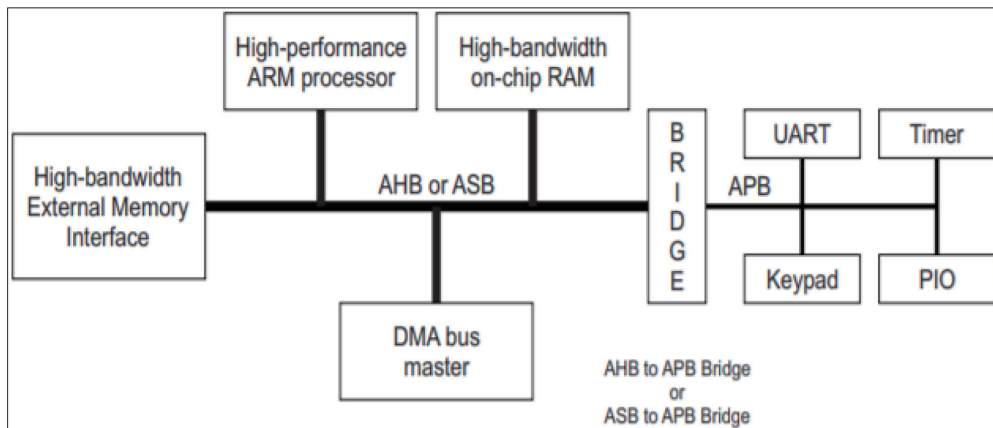 High-performance
ARM processor
High-bandwidth
on-chip RAM
High-bandwidth
External Memory
Interface
AHB or ASB
B
R
I
D
G
E
APB
UART
Timer
Keypad
PIO
DMA bus
master
AHB to APB Bridge
or
ASB to APB Bridge